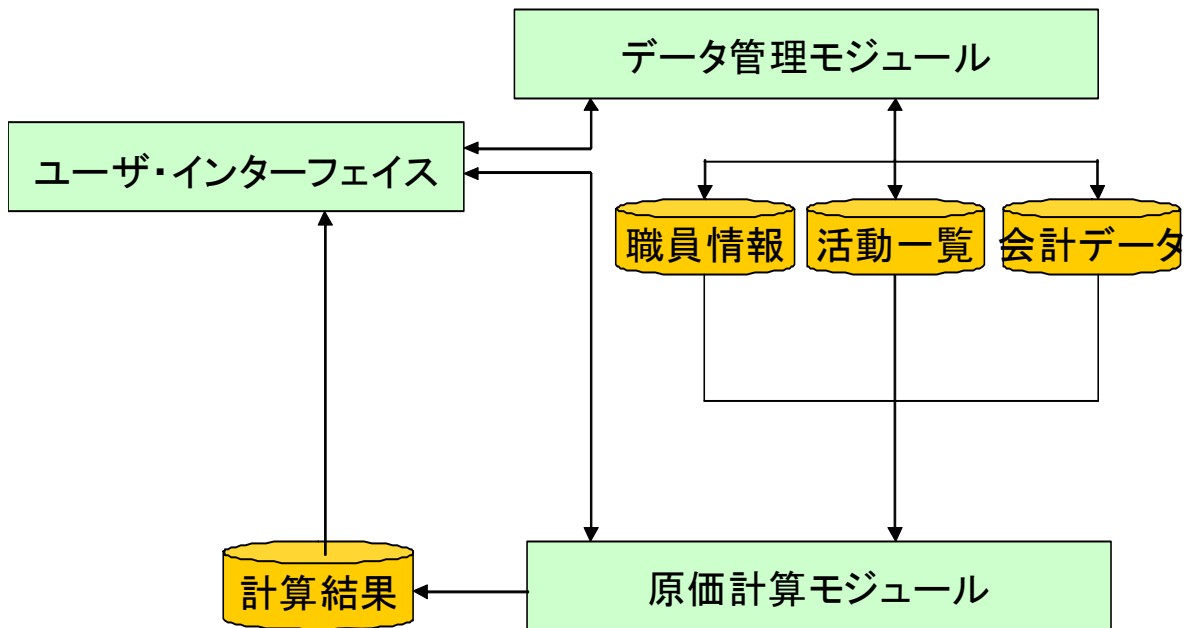 データ管理モジュール
ユーザ・インターフェイス
職員情報
活動一覧
会計データ
計算結果
原価計算モジュール